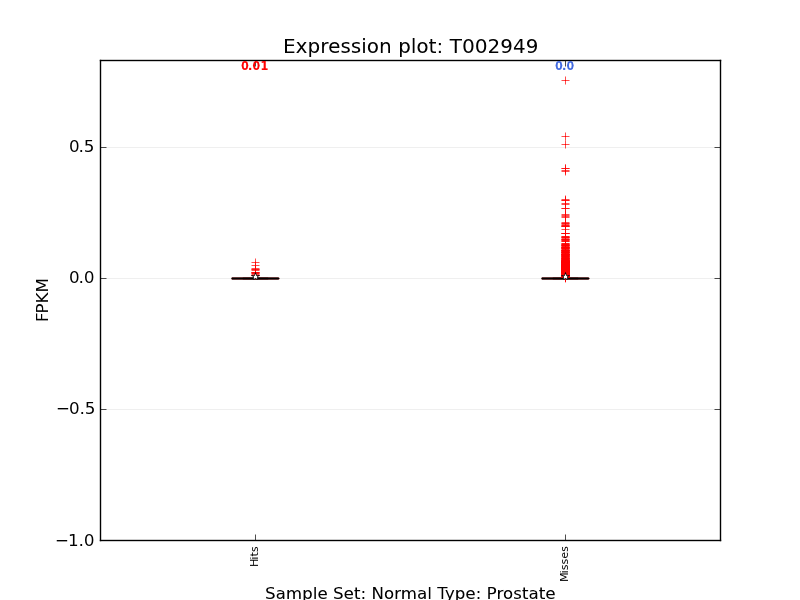 Expression plot: T002949
0.01
0.0
0.5
0.0
−0.5
−1.0
FPKM
Hits
Misses
Sample Set: Normal Type: Prostate